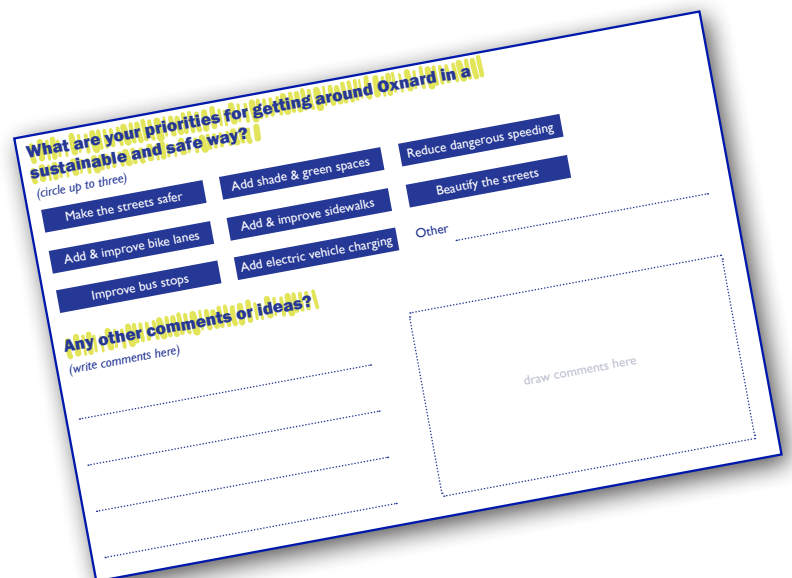 What are your priorities for getting around Oxnard in a
sustainable and safe way?
(circle up to three)
Make the streets safer
Add & improve bike lanes
Improve bus stops
Add shade & green spaces
Add & improve sidewalks
Add electric vehicle charging
Reduce dangerous speeding
Beautify the streets
Other
Any other comments or ideas?
(write comments here)
draw comments here